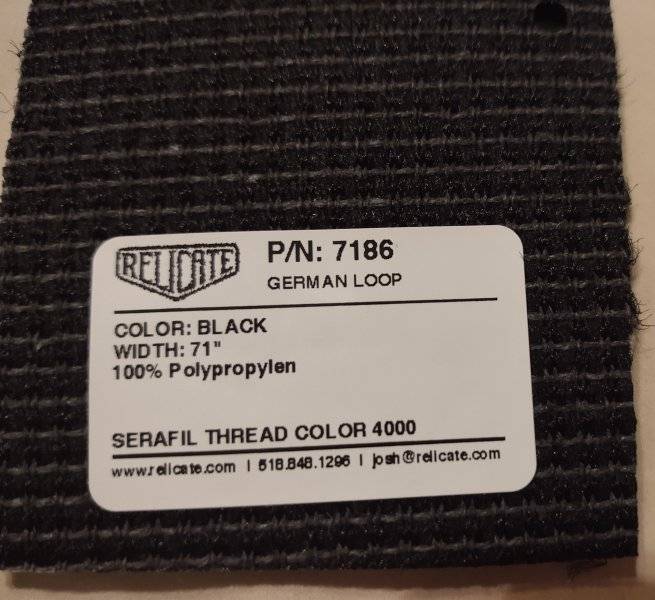 RELICATE
P/N: 7186
GERMAN LOOP
COLOR: BLACK
WIDTH: 71"
100% Polypropylen
SERAFIL THREAD COLOR 4000
www.relicate.com | 518.848.1296 | josh@relicate.com